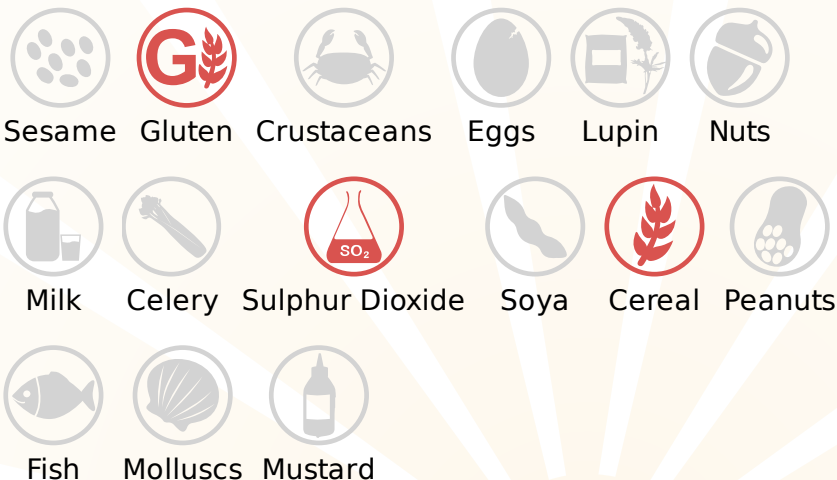 G
Sesame Gluten Crustaceans Eggs Lupin Nuts
SO₂
Milk Celery Sulphur Dioxide Soya Cereal Peanuts
Fish Molluscs Mustard